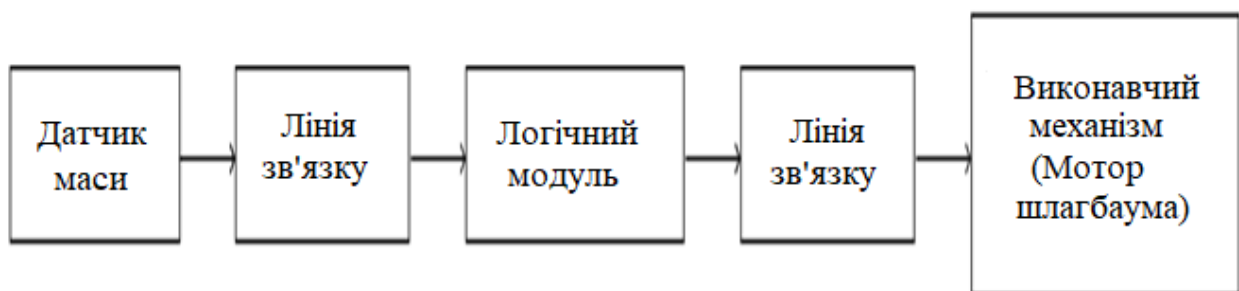 Датчик
маси
Лінія
зв'язку
Логічний
модуль
Лінія
зв'язку
Виконавчий
механізм
(Мотор
шлагбаума)